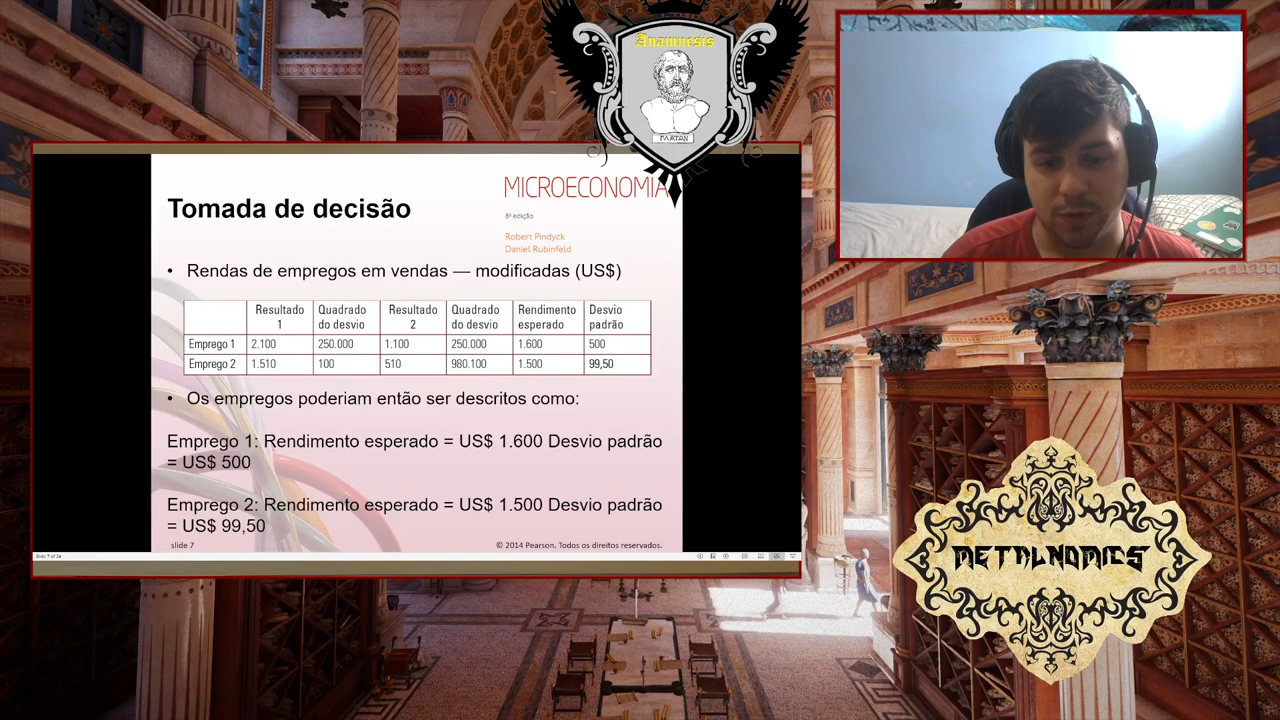 Anamnesis
PLATÓN
MICROECONOMIA
8ª edição
Robert Pindyck
Daniel Rubinfeld
Tomada de decisão
• Rendas de empregos em vendas — modificadas (US$)
Resultado 1 Quadrado do desvio Resultado 2 Quadrado do desvio Rendimento esperado Desvio padrão
Emprego 1 2.100 250.000 1.100 250.000 1.600 500
Emprego 2 1.510 100 510 980.100 1.500 99,50
• Os empregos poderiam então ser descritos como:
Emprego 1: Rendimento esperado = US$ 1.600 Desvio padrão
= US$ 500
Emprego 2: Rendimento esperado = US$ 1.500 Desvio padrão
= US$ 99,50
slide 7 © 2014 Pearson. Todos os direitos reservados.
METALNOMICS